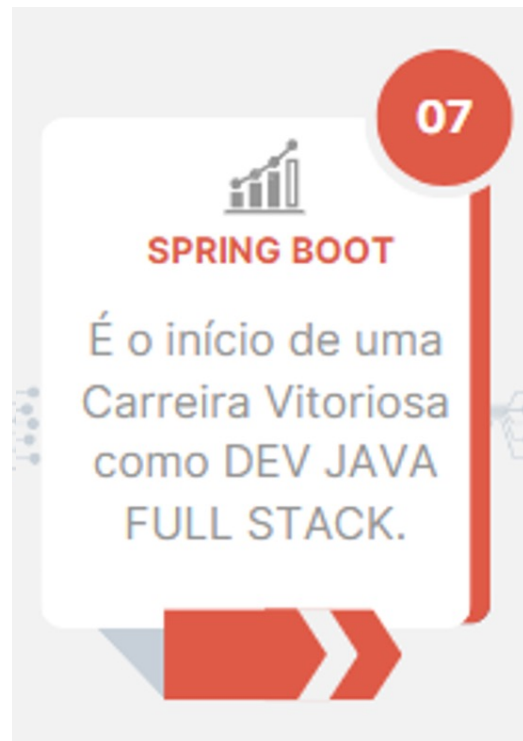 07
SPRING BOOT
É o início de uma
Carreira Vitoriosa
como DEV JAVA
FULL STACK.